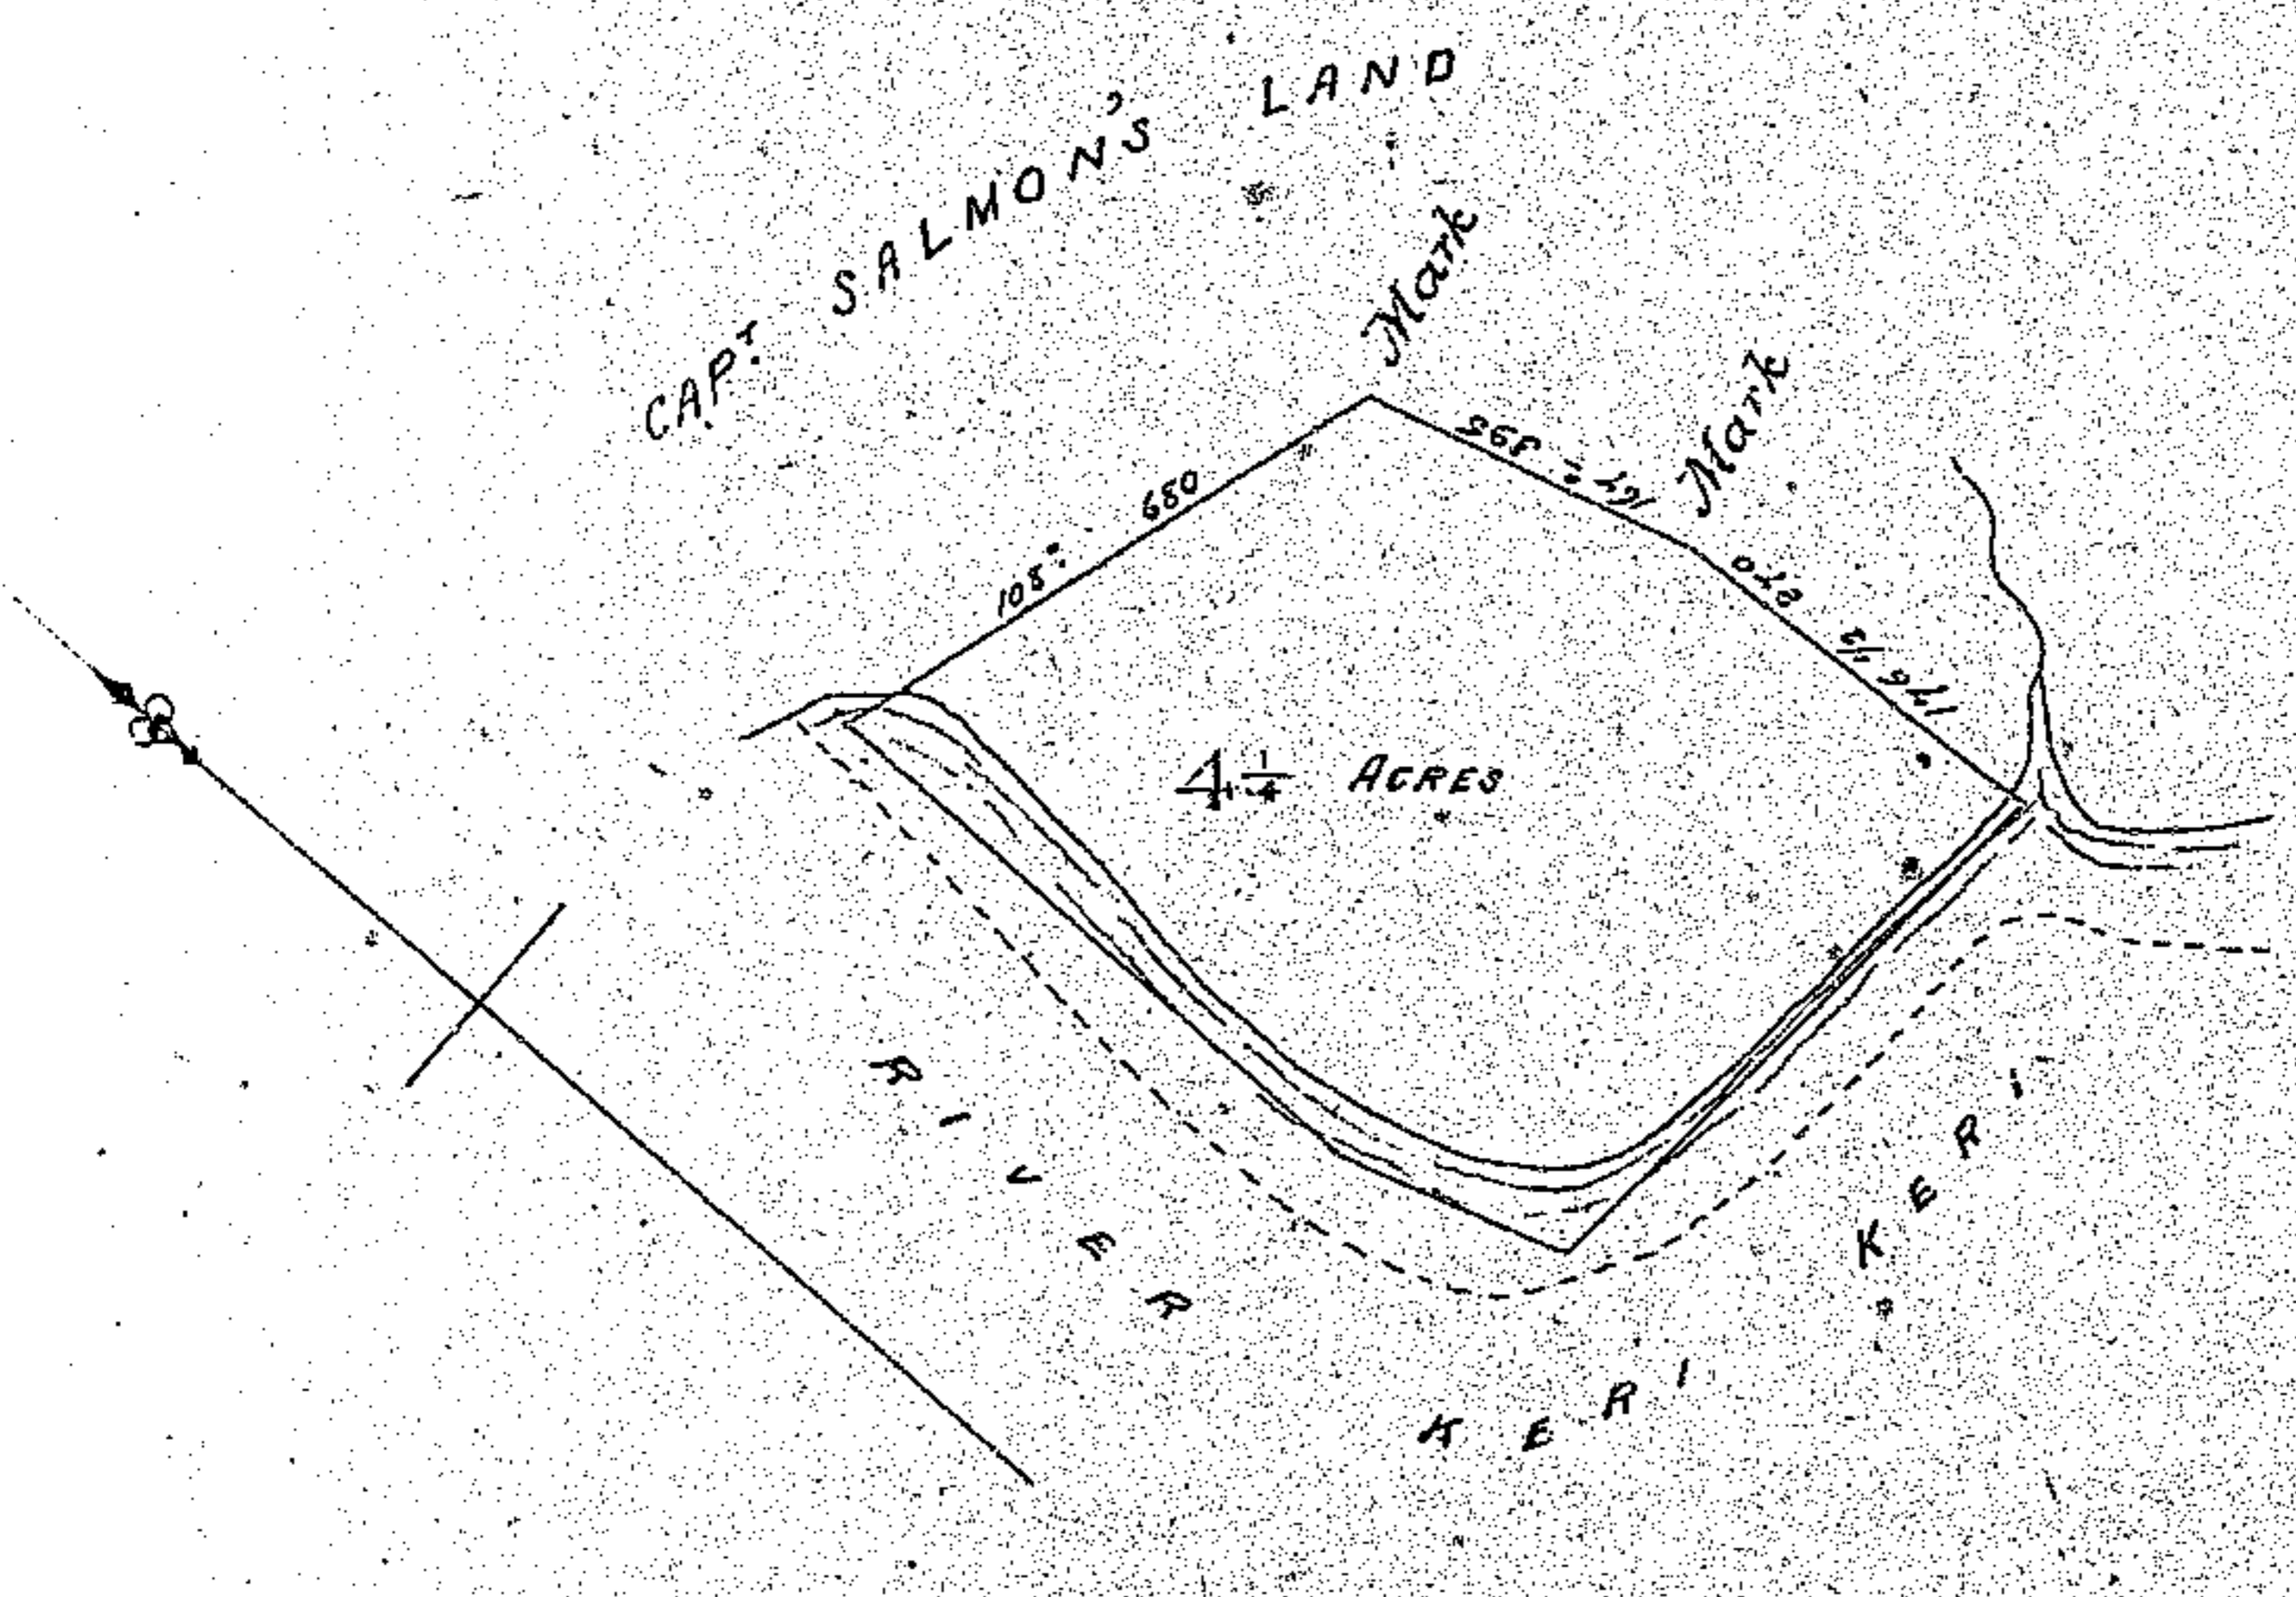 CAPT. SALMON'S LAND
Mark
Mark
108: 680
167: 395
176 1/2 270
4 1/4 ACRES
RIVER
KERI
KERI